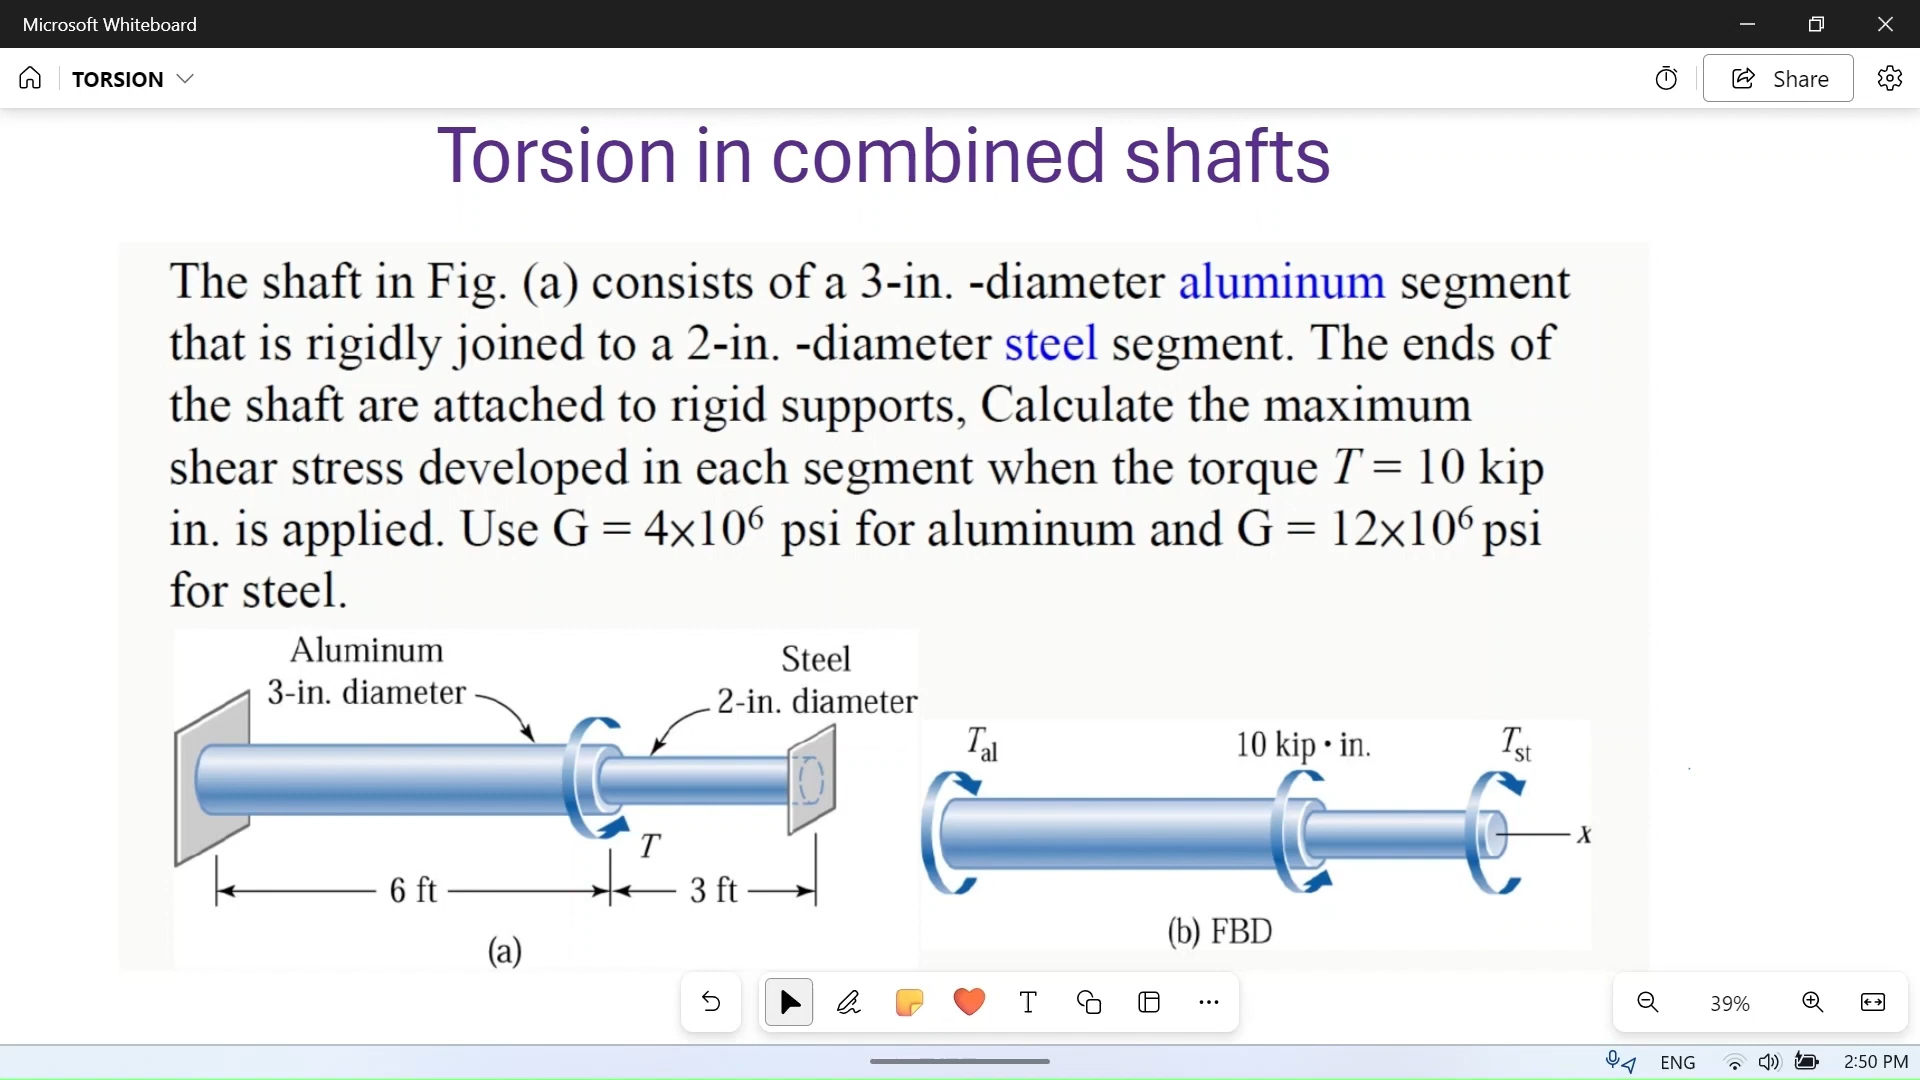 Microsoft Whiteboard
TORSION
Share
Torsion in combined shafts
The shaft in Fig. (a) consists of a 3-in. -diameter aluminum segment
that is rigidly joined to a 2-in. -diameter steel segment. The ends of
the shaft are attached to rigid supports, Calculate the maximum
shear stress developed in each segment when the torque T = 10 kip
in. is applied. Use G = 4×10⁶ psi for aluminum and G = 12×10⁶ psi
for steel.
Aluminum
3-in. diameter
Steel
2-in. diameter
T
6 ft
3 ft
(a)
T_al
10 kip · in.
T_st
x
(b) FBD
T
39%
ENG
2:50 PM